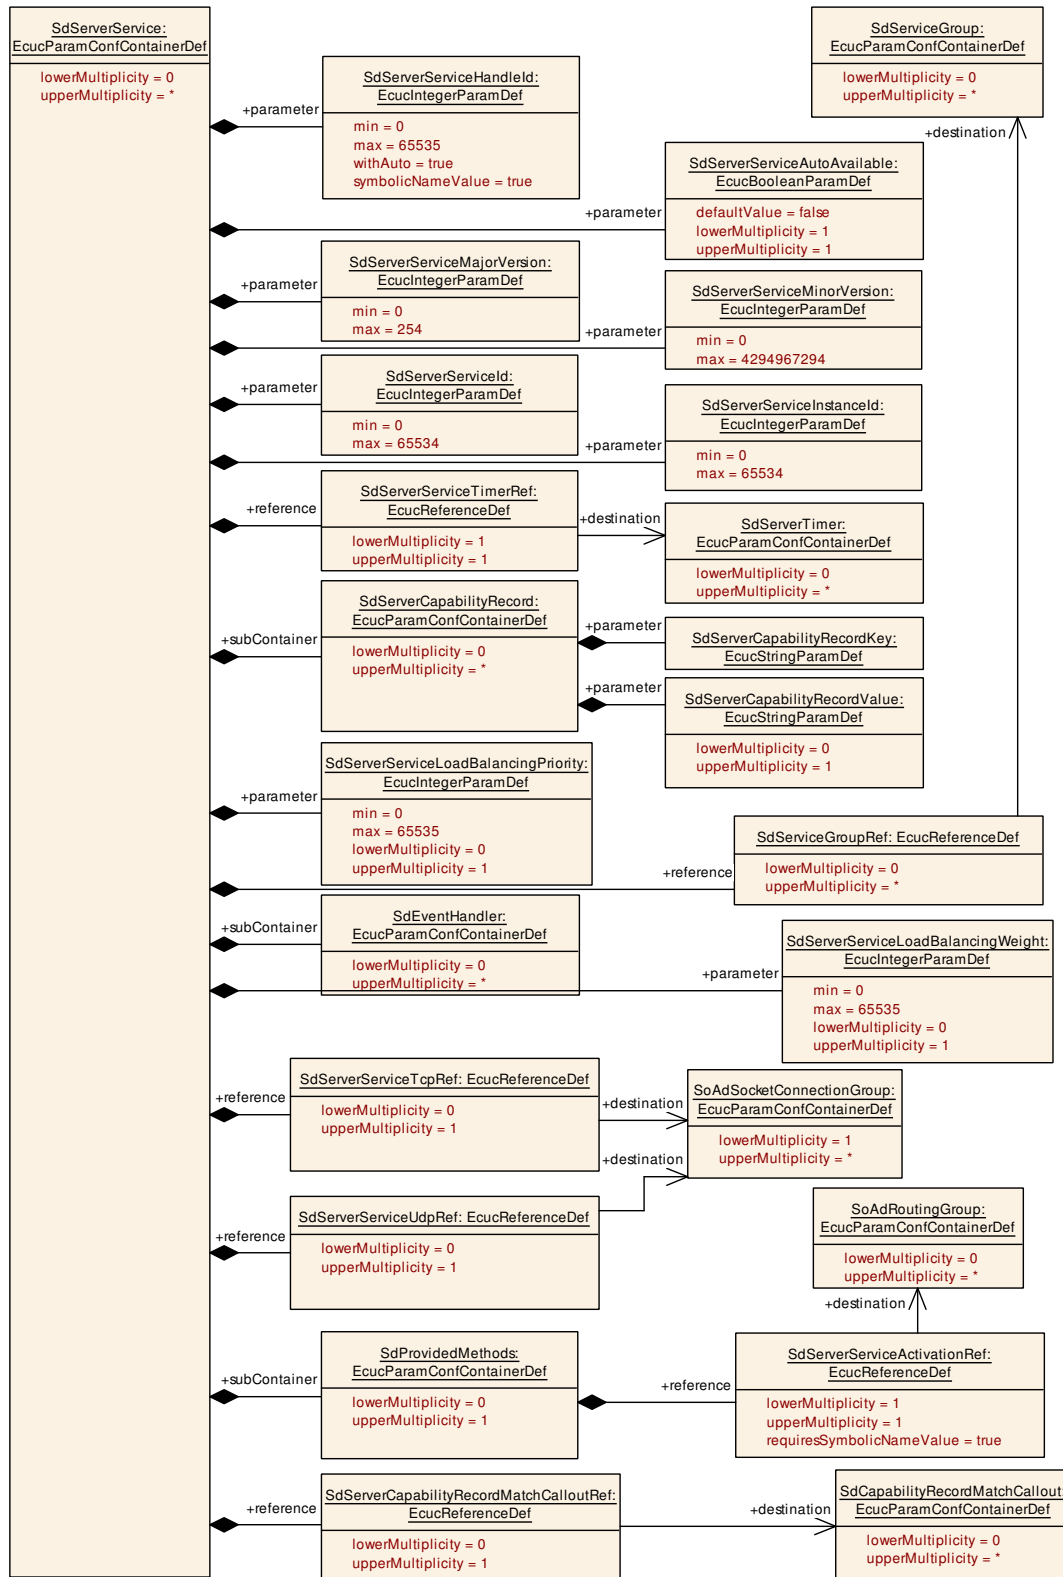 SdServerService:
EcucParamConfContainerDef
lowerMultiplicity = 0
upperMultiplicity = *
SdServiceGroup:
EcucParamConfContainerDef
lowerMultiplicity = 0
upperMultiplicity = *
+destination
+parameter
SdServerServiceHandleId:
EcucIntegerParamDef
min = 0
max = 65535
withAuto = true
symbolicNameValue = true
+parameter
SdServerServiceAutoAvailable:
EcucBooleanParamDef
defaultValue = false
lowerMultiplicity = 1
upperMultiplicity = 1
+parameter
SdServerServiceMajorVersion:
EcucIntegerParamDef
min = 0
max = 254
+parameter
SdServerServiceMinorVersion:
EcucIntegerParamDef
min = 0
max = 4294967294
+parameter
SdServerServiceId:
EcucIntegerParamDef
min = 0
max = 65534
+parameter
SdServerServiceInstanceId:
EcucIntegerParamDef
min = 0
max = 65534
+reference
SdServerServiceTimerRef:
EcucReferenceDef
lowerMultiplicity = 1
upperMultiplicity = 1
+destination
SdServerTimer:
EcucParamConfContainerDef
lowerMultiplicity = 0
upperMultiplicity = *
+subContainer
SdServerCapabilityRecord:
EcucParamConfContainerDef
lowerMultiplicity = 0
upperMultiplicity = *
+parameter
SdServerCapabilityRecordKey:
EcucStringParamDef
+parameter
SdServerCapabilityRecordValue:
EcucStringParamDef
lowerMultiplicity = 0
upperMultiplicity = 1
+parameter
SdServerServiceLoadBalancingPriority:
EcucIntegerParamDef
min = 0
max = 65535
lowerMultiplicity = 0
upperMultiplicity = 1
+reference
SdServiceGroupRef: EcucReferenceDef
lowerMultiplicity = 0
upperMultiplicity = *
+subContainer
SdEventHandler:
EcucParamConfContainerDef
lowerMultiplicity = 0
upperMultiplicity = *
+parameter
SdServerServiceLoadBalancingWeight:
EcucIntegerParamDef
min = 0
max = 65535
lowerMultiplicity = 0
upperMultiplicity = 1
+reference
SdServerServiceTcpRef: EcucReferenceDef
lowerMultiplicity = 0
upperMultiplicity = 1
+destination
SoAdSocketConnectionGroup:
EcucParamConfContainerDef
lowerMultiplicity = 1
upperMultiplicity = *
+destination
+reference
SdServerServiceUdpRef: EcucReferenceDef
lowerMultiplicity = 0
upperMultiplicity = 1
SoAdRoutingGroup:
EcucParamConfContainerDef
lowerMultiplicity = 0
upperMultiplicity = *
+destination
+subContainer
SdProvidedMethods:
EcucParamConfContainerDef
lowerMultiplicity = 0
upperMultiplicity = 1
+reference
SdServerServiceActivationRef:
EcucReferenceDef
lowerMultiplicity = 1
upperMultiplicity = 1
requiresSymbolicNameValue = true
+reference
SdServerCapabilityRecordMatchCalloutRef:
EcucReferenceDef
lowerMultiplicity = 0
upperMultiplicity = 1
+destination
SdCapabilityRecordMatchCallout:
EcucParamConfContainerDef
lowerMultiplicity = 0
upperMultiplicity = *